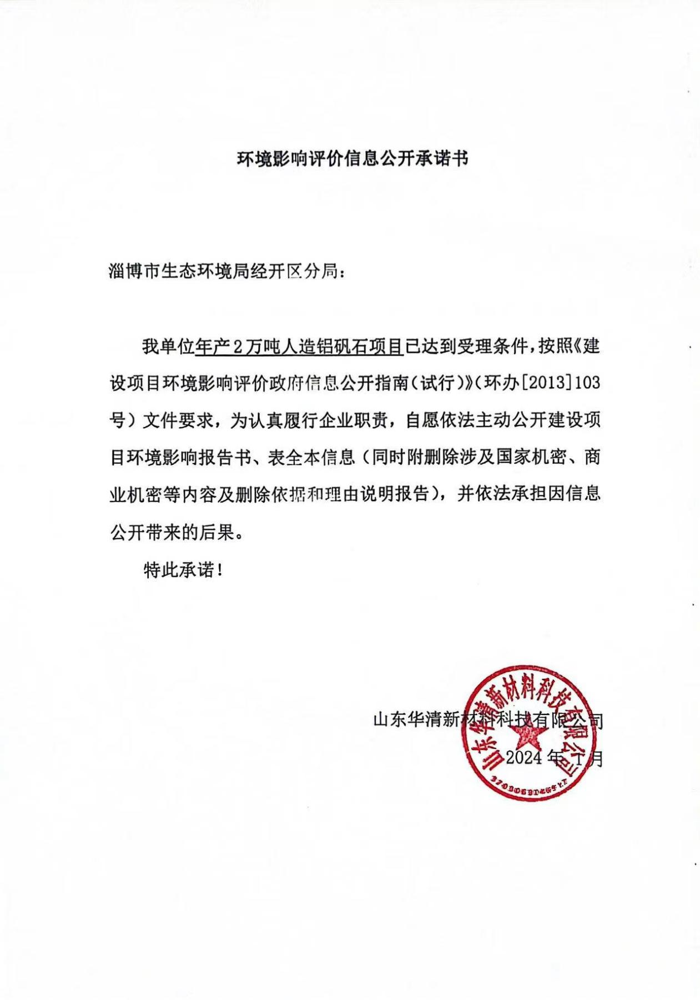 环境影响评价信息公开承诺书
淄博市生态环境局经开区分局：
我单位年产2万吨人造铝矾石项目已达到受理条件，按照《建
设项目环境影响评价政府信息公开指南（试行）》（环办[2013]103
号）文件要求，为认真履行企业职责，自愿依法主动公开建设项
目环境影响报告书、表全本信息（同时附删除涉及国家机密、商
业机密等内容及删除依据和理由说明报告），并依法承担因信息
公开带来的后果。
特此承诺！
山东华清新材料科技有限公司
2024年1月
山东华清新材料科技有限公司